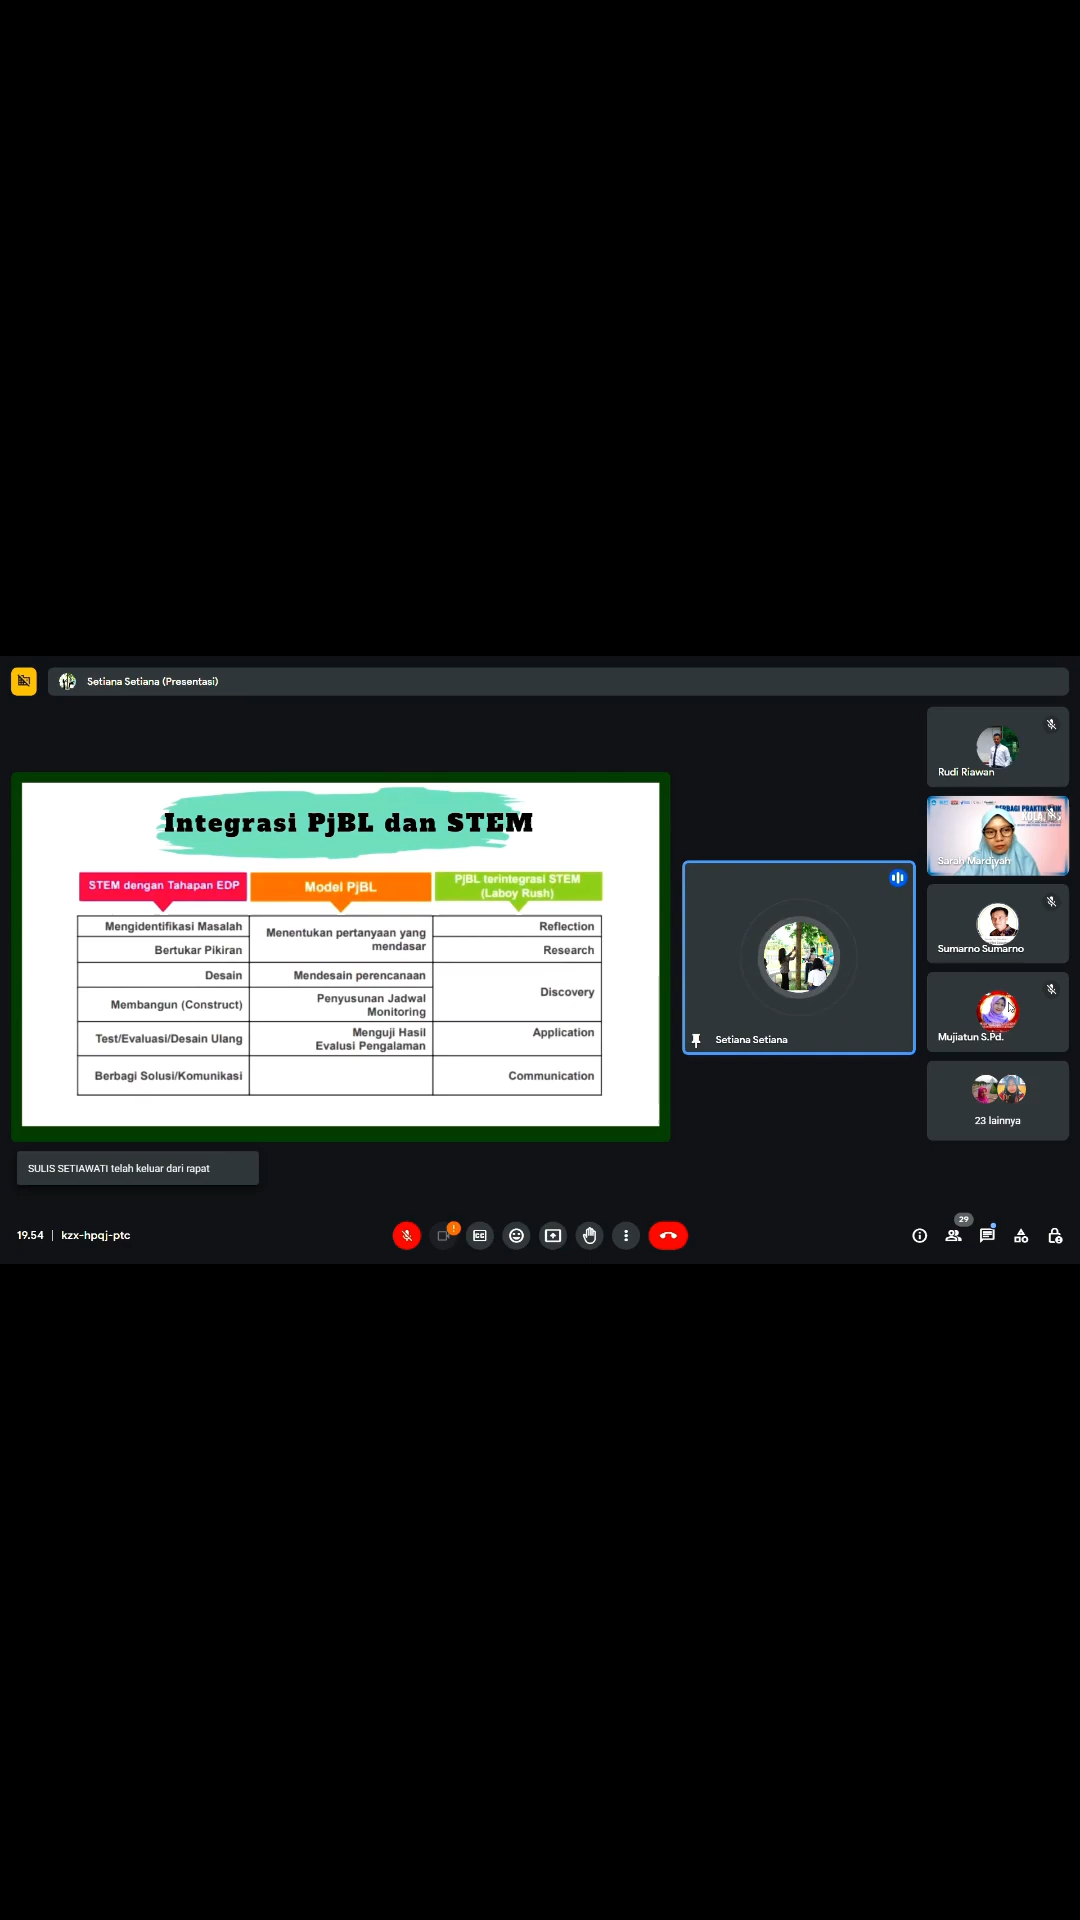 Setiana Setiana (Presentasi)
Integrasi PjBL dan STEM
STEM dengan Tahapan EDP
Model PjBL
PjBL terintegrasi STEM
(Laboy Rush)
Mengidentifikasi Masalah
Menentukan pertanyaan yang
mendasar
Reflection
Bertukar Pikiran
Research
Desain
Mendesain perencanaan
Discovery
Membangun (Construct)
Penyusunan Jadwal
Monitoring
Test/Evaluasi/Desain Ulang
Menguji Hasil
Evalusi Pengalaman
Application
Berbagi Solusi/Komunikasi
Communication
Setiana Setiana
Rudi Riawan
BERBAGI PRAKTIK
Sarah Mardiyah
Sumarno Sumarno
Mujiatun S.Pd.
23 lainnya
SULIS SETIAWATI telah keluar dari rapat
19.54 | kzx-hpqj-ptc
29